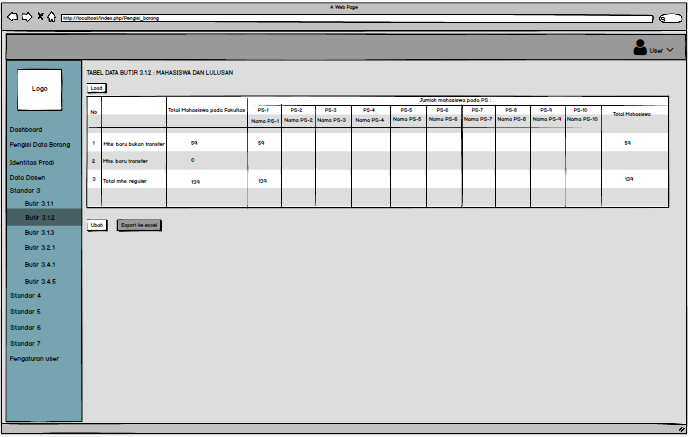 A Web Page
http://localhost/index.php/Pengisi_borang
User
Logo
Dashboard
Pengisi Data Borang
Identitas Prodi
Data Dosen
Standar 3
Butir 3.1.1
Butir 3.1.2
Butir 3.1.3
Butir 3.2.1
Butir 3.4.1
Butir 3.4.5
Standar 4
Standar 5
Standar 6
Standar 7
Pengaturan user
TABEL DATA BUTIR 3.1.2 : MAHASISWA DAN LULUSAN
Load
No Total Mahasiswa pada Fakultas Jumlah mahasiswa pada PS : Total Mahasiswa
PS-1 PS-2 PS-3 PS-4 PS-5 PS-6 PS-7 PS-8 PS-9 PS-10
Nama PS-1 Nama PS-2 Nama PS-3 Nama PS-4 Nama PS-5 Nama PS-6 Nama PS-7 Nama PS-8 Nama PS-9 Nama PS-10
1 Mhs. baru bukan transfer 59 59 59
2 Mhs. baru transfer 0
3 Total mhs. reguler 139 139 139
Ubah Export ke excel